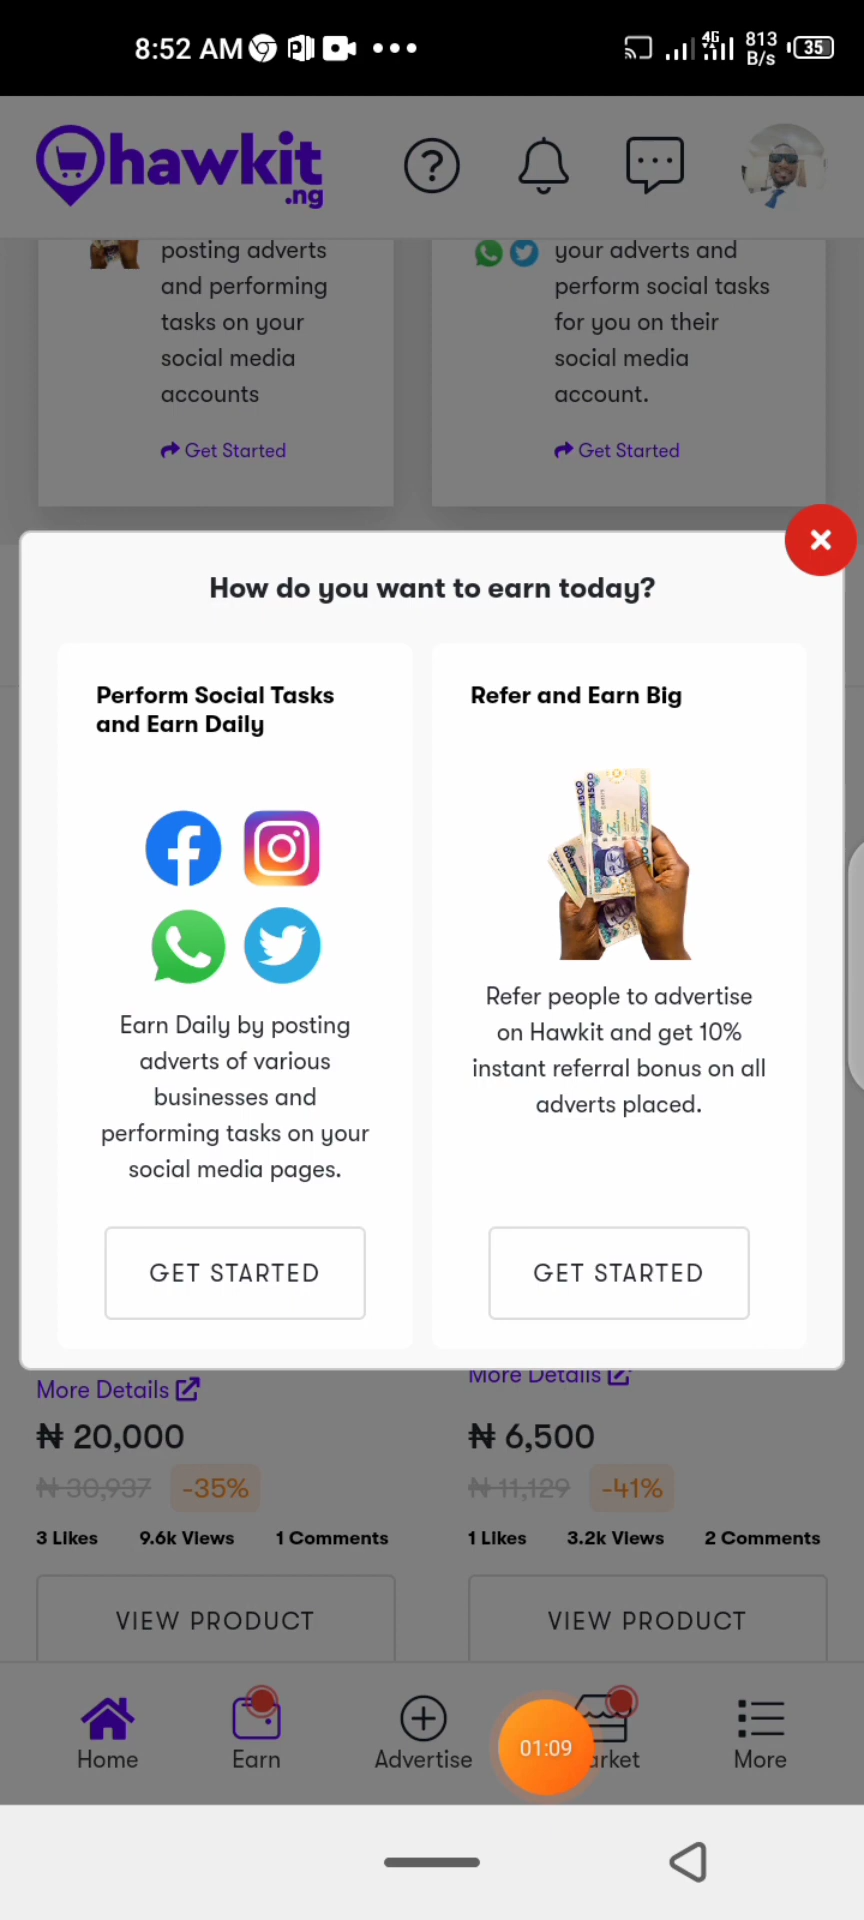 8:52 AM
4G
813
B/s
35
hawkit
.ng
posting adverts
and performing
tasks on your
social media
accounts
Get Started
your adverts and
perform social tasks
for you on their
social media
account.
Get Started
How do you want to earn today?
Perform Social Tasks
and Earn Daily
Earn Daily by posting
adverts of various
businesses and
performing tasks on your
social media pages.
GET STARTED
Refer and Earn Big
Refer people to advertise
on Hawkit and get 10%
instant referral bonus on all
adverts placed.
GET STARTED
More Details
More Details
₦ 20,000
₦ 6,500
₦ 30,937 -35%
₦ 11,129 -41%
3 Likes 9.6k Views 1 Comments
1 Likes 3.2k Views 2 Comments
VIEW PRODUCT
VIEW PRODUCT
Home
Earn
Advertise
01:09
arket
More